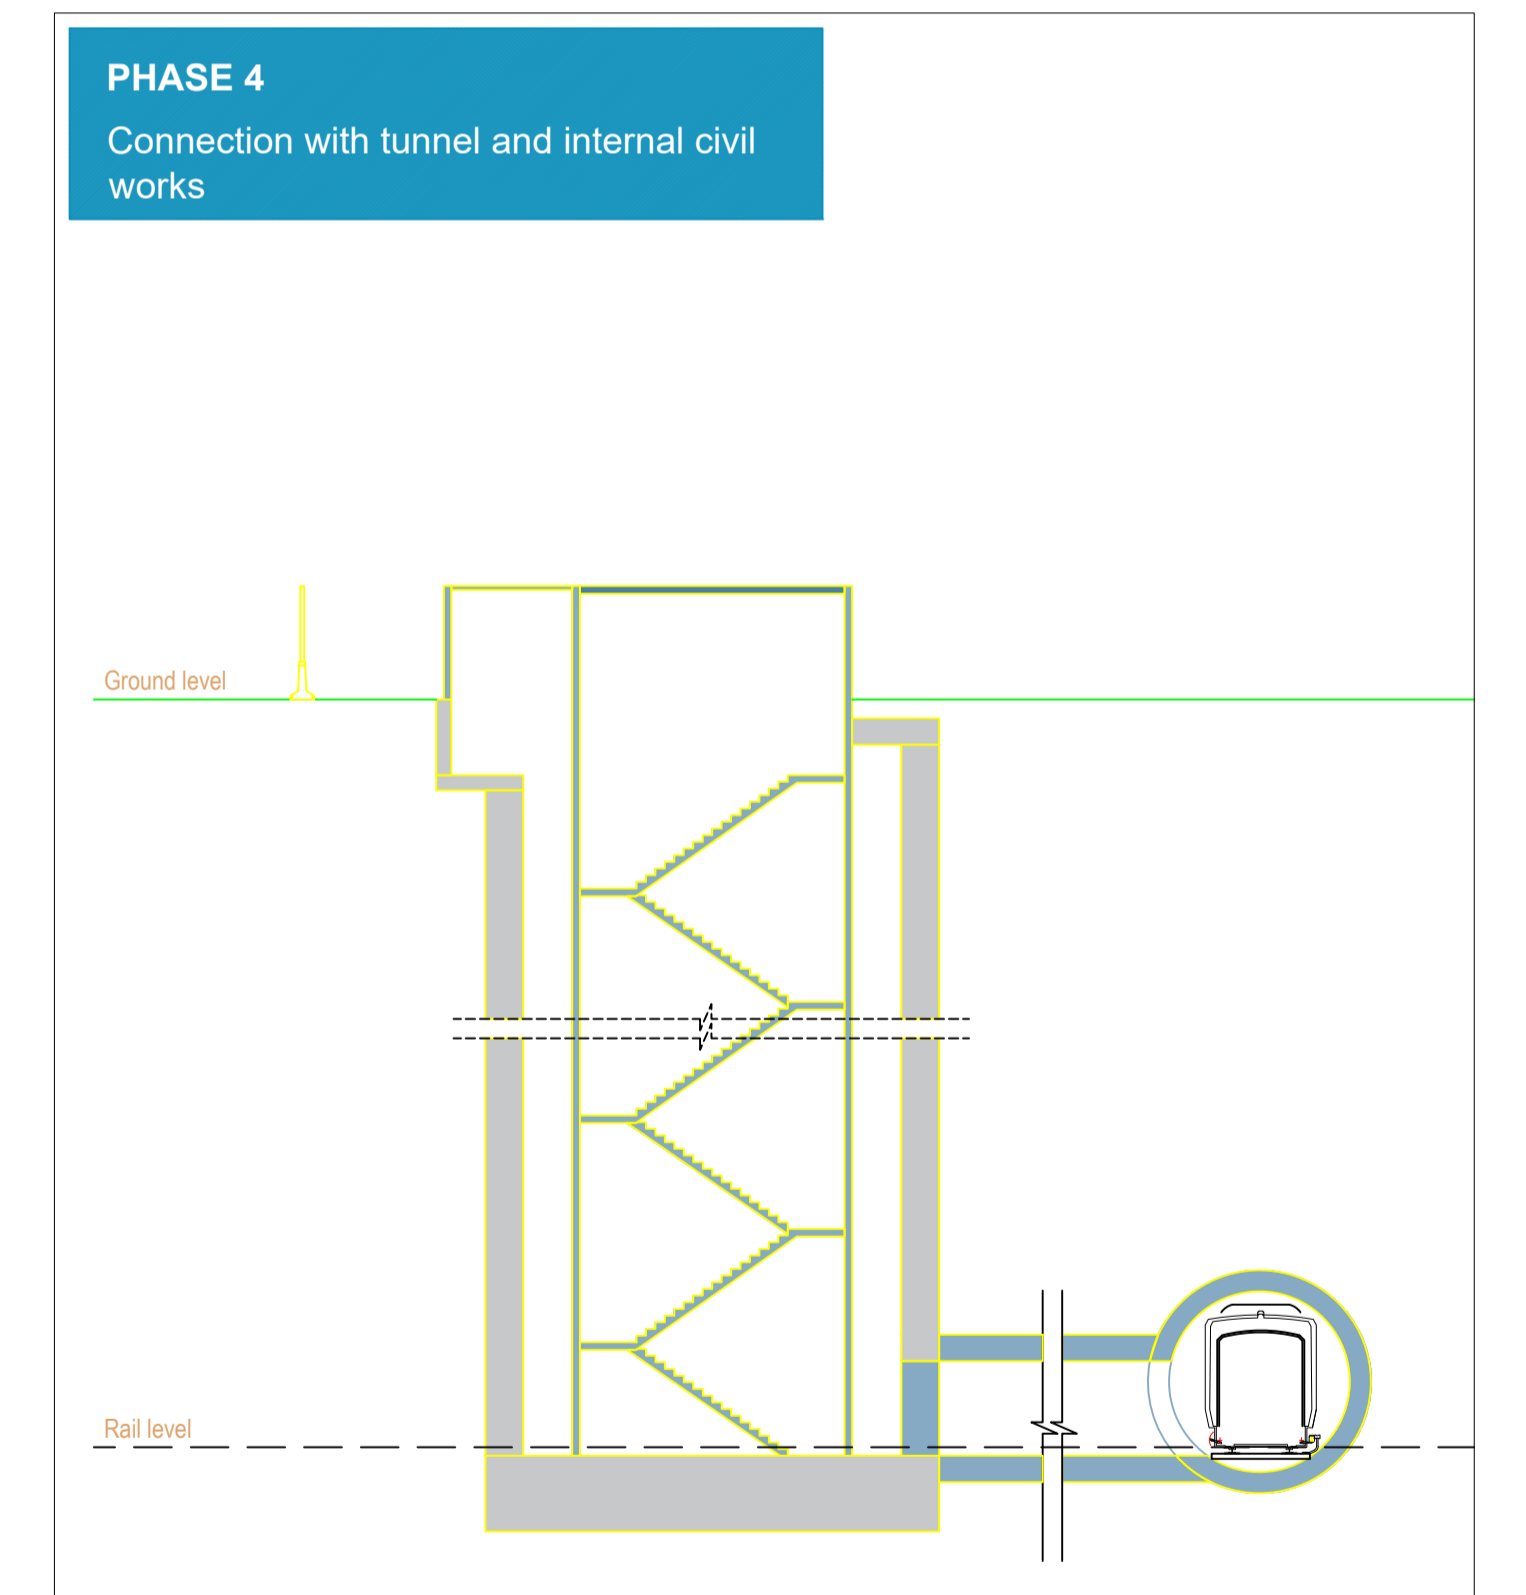 PHASE 4
Connection with tunnel and internal civil
works
Ground level
Rail level